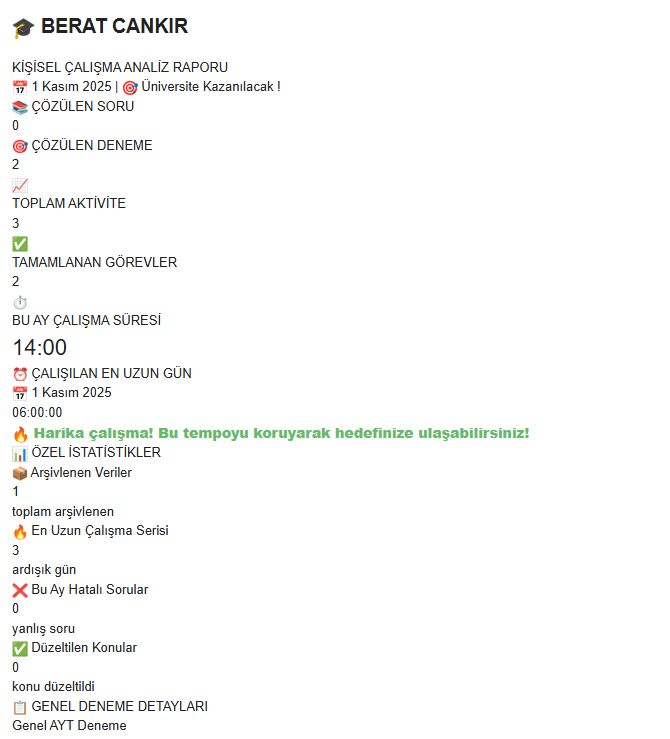 🎓 BERAT CANKIR
KİŞİSEL ÇALIŞMA ANALİZ RAPORU
📅 1 Kasım 2025 | 🎯 Üniversite Kazanılacak !
📚 ÇÖZÜLEN SORU
0
🎯 ÇÖZÜLEN DENEME
2
📈
TOPLAM AKTİVİTE
3
✅
TAMAMLANAN GÖREVLER
2
⏱️
BU AY ÇALIŞMA SÜRESİ
14:00
⏰ ÇALIŞILAN EN UZUN GÜN
📅 1 Kasım 2025
06:00:00
🔥 Harika çalışma! Bu tempoyu koruyarak hedefinize ulaşabilirsiniz!
📊 ÖZEL İSTATİSTİKLER
📦 Arşivlenen Veriler
1
toplam arşivlenen
🔥 En Uzun Çalışma Serisi
3
ardışık gün
❌ Bu Ay Hatalı Sorular
0
yanlış soru
✅ Düzeltilen Konular
0
konu düzeltildi
📋 GENEL DENEME DETAYLARI
Genel AYT Deneme